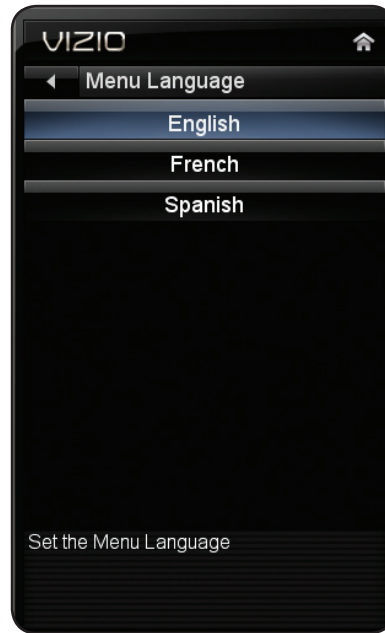 VIZIO
Menu Language
English
French
Spanish
Set the Menu Language